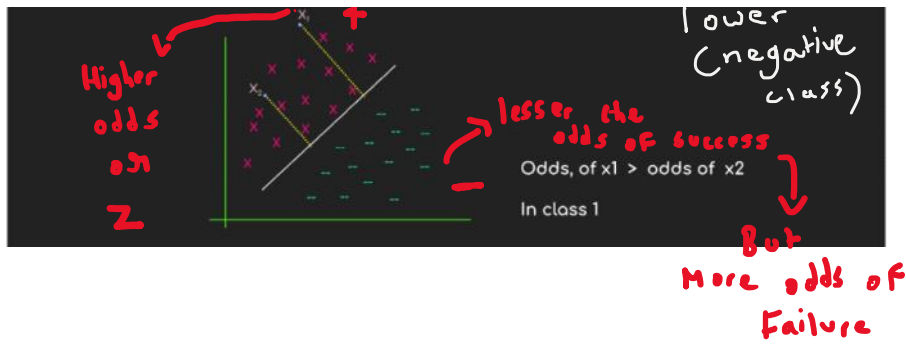 x₁
+
lower
(negative
class)
Higher
odds
or
Z
x₂
lesser the
odds of success
Odds, of x1 > odds of x2
In class 1
But
More odds of
Failure